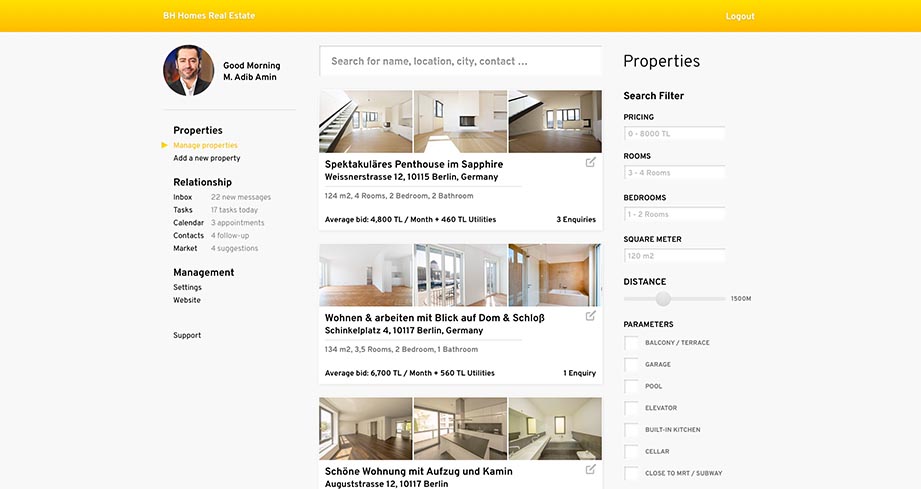 BH Homes Real Estate
Logout
Good Morning
M. Adib Amin
Properties
Manage properties
Add a new property
Relationship
Inbox 22 new messages
Tasks 17 tasks today
Calendar 3 appointments
Contacts 4 follow-up
Market 4 suggestions
Management
Settings
Website
Support
Search for name, location, city, contact ...
Spektakuläres Penthouse im Sapphire
Weissnerstrasse 12, 10115 Berlin, Germany
124 m2, 4 Rooms, 2 Bedroom, 2 Bathroom
Average bid: 4,800 TL / Month + 460 TL Utilities 3 Enquiries
Wohnen & arbeiten mit Blick auf Dom & Schloß
Schinkelplatz 4, 10117 Berlin, Germany
134 m2, 3,5 Rooms, 2 Bedroom, 1 Bathroom
Average bid: 6,700 TL / Month + 560 TL Utilities 1 Enquiry
Schöne Wohnung mit Aufzug und Kamin
Auguststrasse 12, 10117 Berlin
Properties
Search Filter
PRICING
0 - 8000 TL
ROOMS
3 - 4 Rooms
BEDROOMS
1 - 2 Rooms
SQUARE METER
120 m2
DISTANCE
1500M
PARAMETERS
BALCONY / TERRACE
GARAGE
POOL
ELEVATOR
BUILT-IN KITCHEN
CELLAR
CLOSE TO MRT / SUBWAY